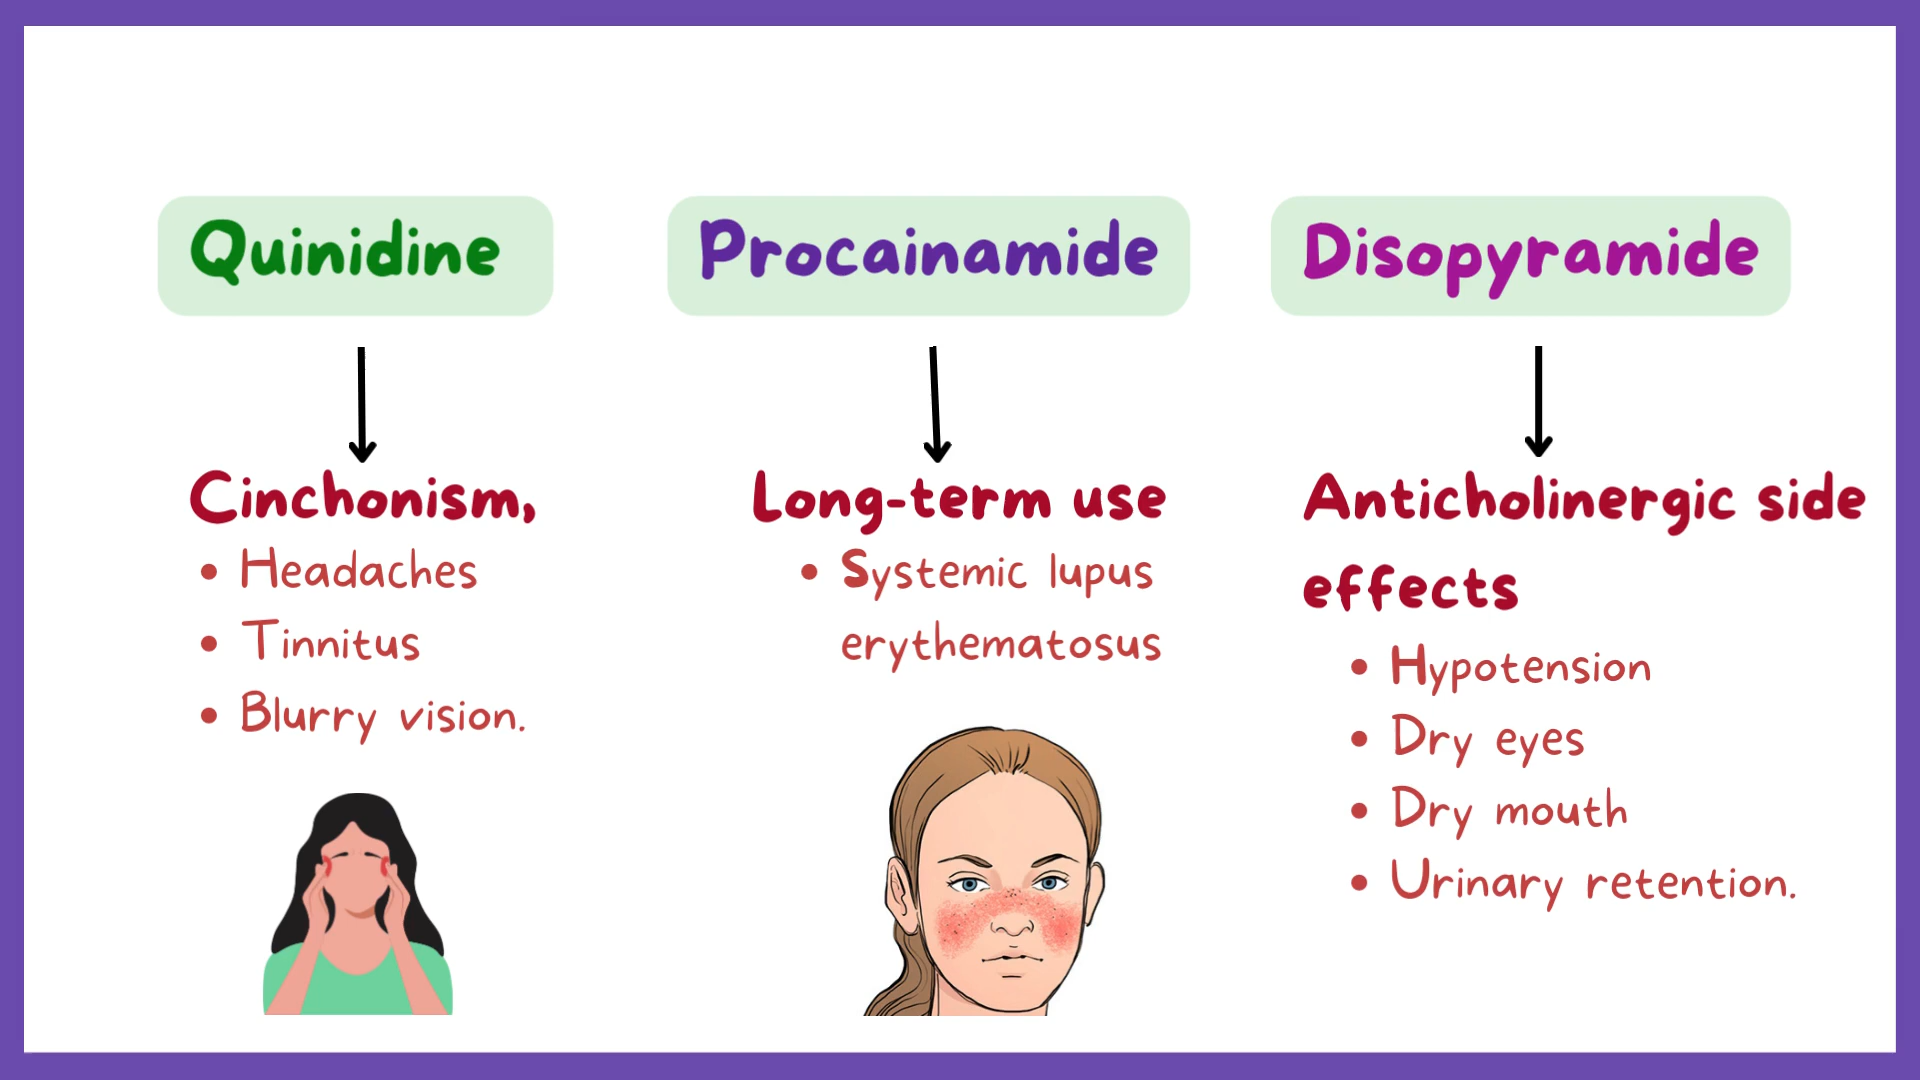 Quinidine
Cinchonism,
• Headaches
• Tinnitus
• Blurry vision.
Procainamide
Long-term use
• Systemic lupus
erythematosus
Disopyramide
Anticholinergic side
effects
• Hypotension
• Dry eyes
• Dry mouth
• Urinary retention.